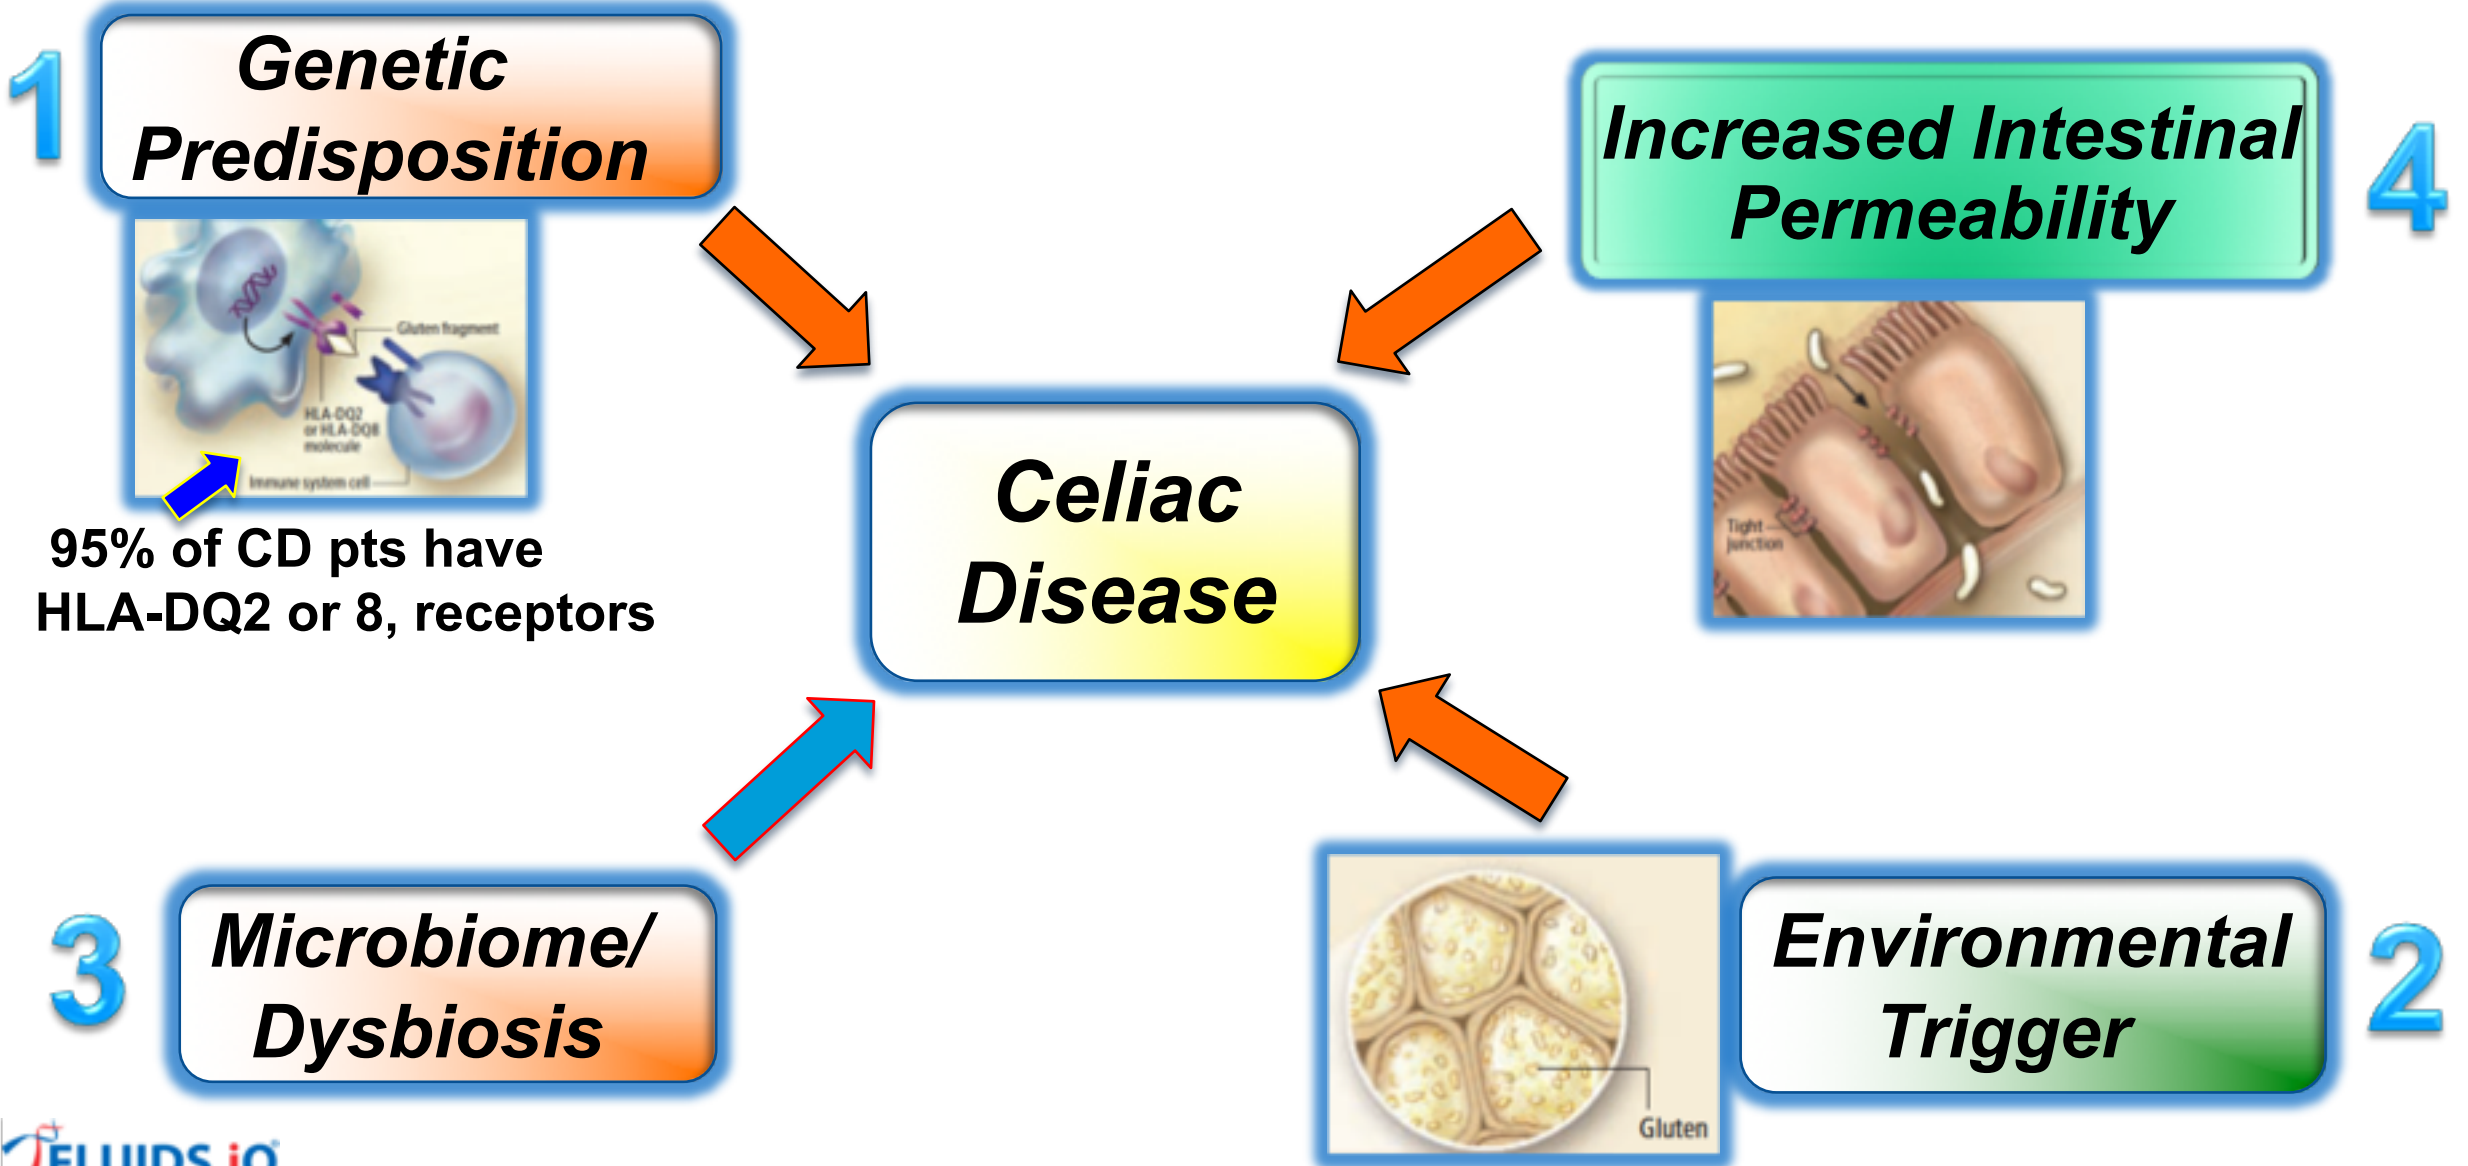 1
Genetic
Predisposition
Gluten fragment
HLA-DQ2
or HLA-DQ8
molecule
Immune system cell
95% of CD pts have
HLA-DQ2 or 8, receptors
Increased Intestinal
Permeability
4
Tight
junction
Celiac
Disease
3
Microbiome/
Dysbiosis
Gluten
Environmental
Trigger
2
FLUIDS iQ